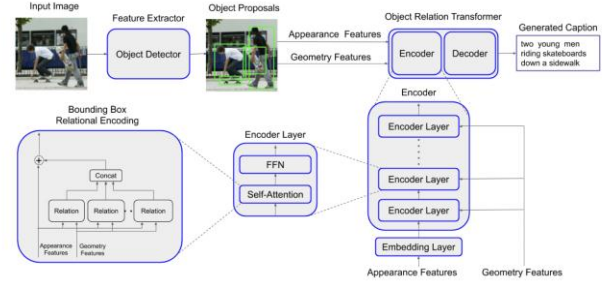 Input Image
Feature Extractor
Object Detector
Object Proposals
Appearance Features
Geometry Features
Object Relation Transformer
Encoder
Decoder
Generated Caption
two young men
riding skateboards
down a sidewalk
Bounding Box
Relational Encoding
Concat
Relation
Relation
Relation
Appearance
Features
Geometry
Features
Encoder Layer
FFN
Self-Attention
Encoder
Encoder Layer
Encoder Layer
Encoder Layer
Embedding Layer
Appearance Features
Geometry Features